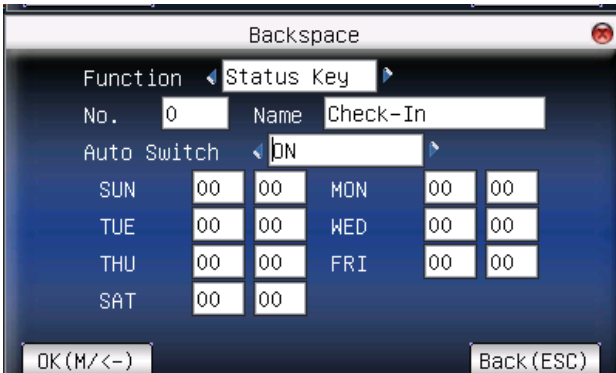 Backspace
Function Status Key
No. 0 Name Check-In
Auto Switch ON
SUN 00 00 MON 00 00
TUE 00 00 WED 00 00
THU 00 00 FRI 00 00
SAT 00 00
OK(M/<-) Back(ESC)